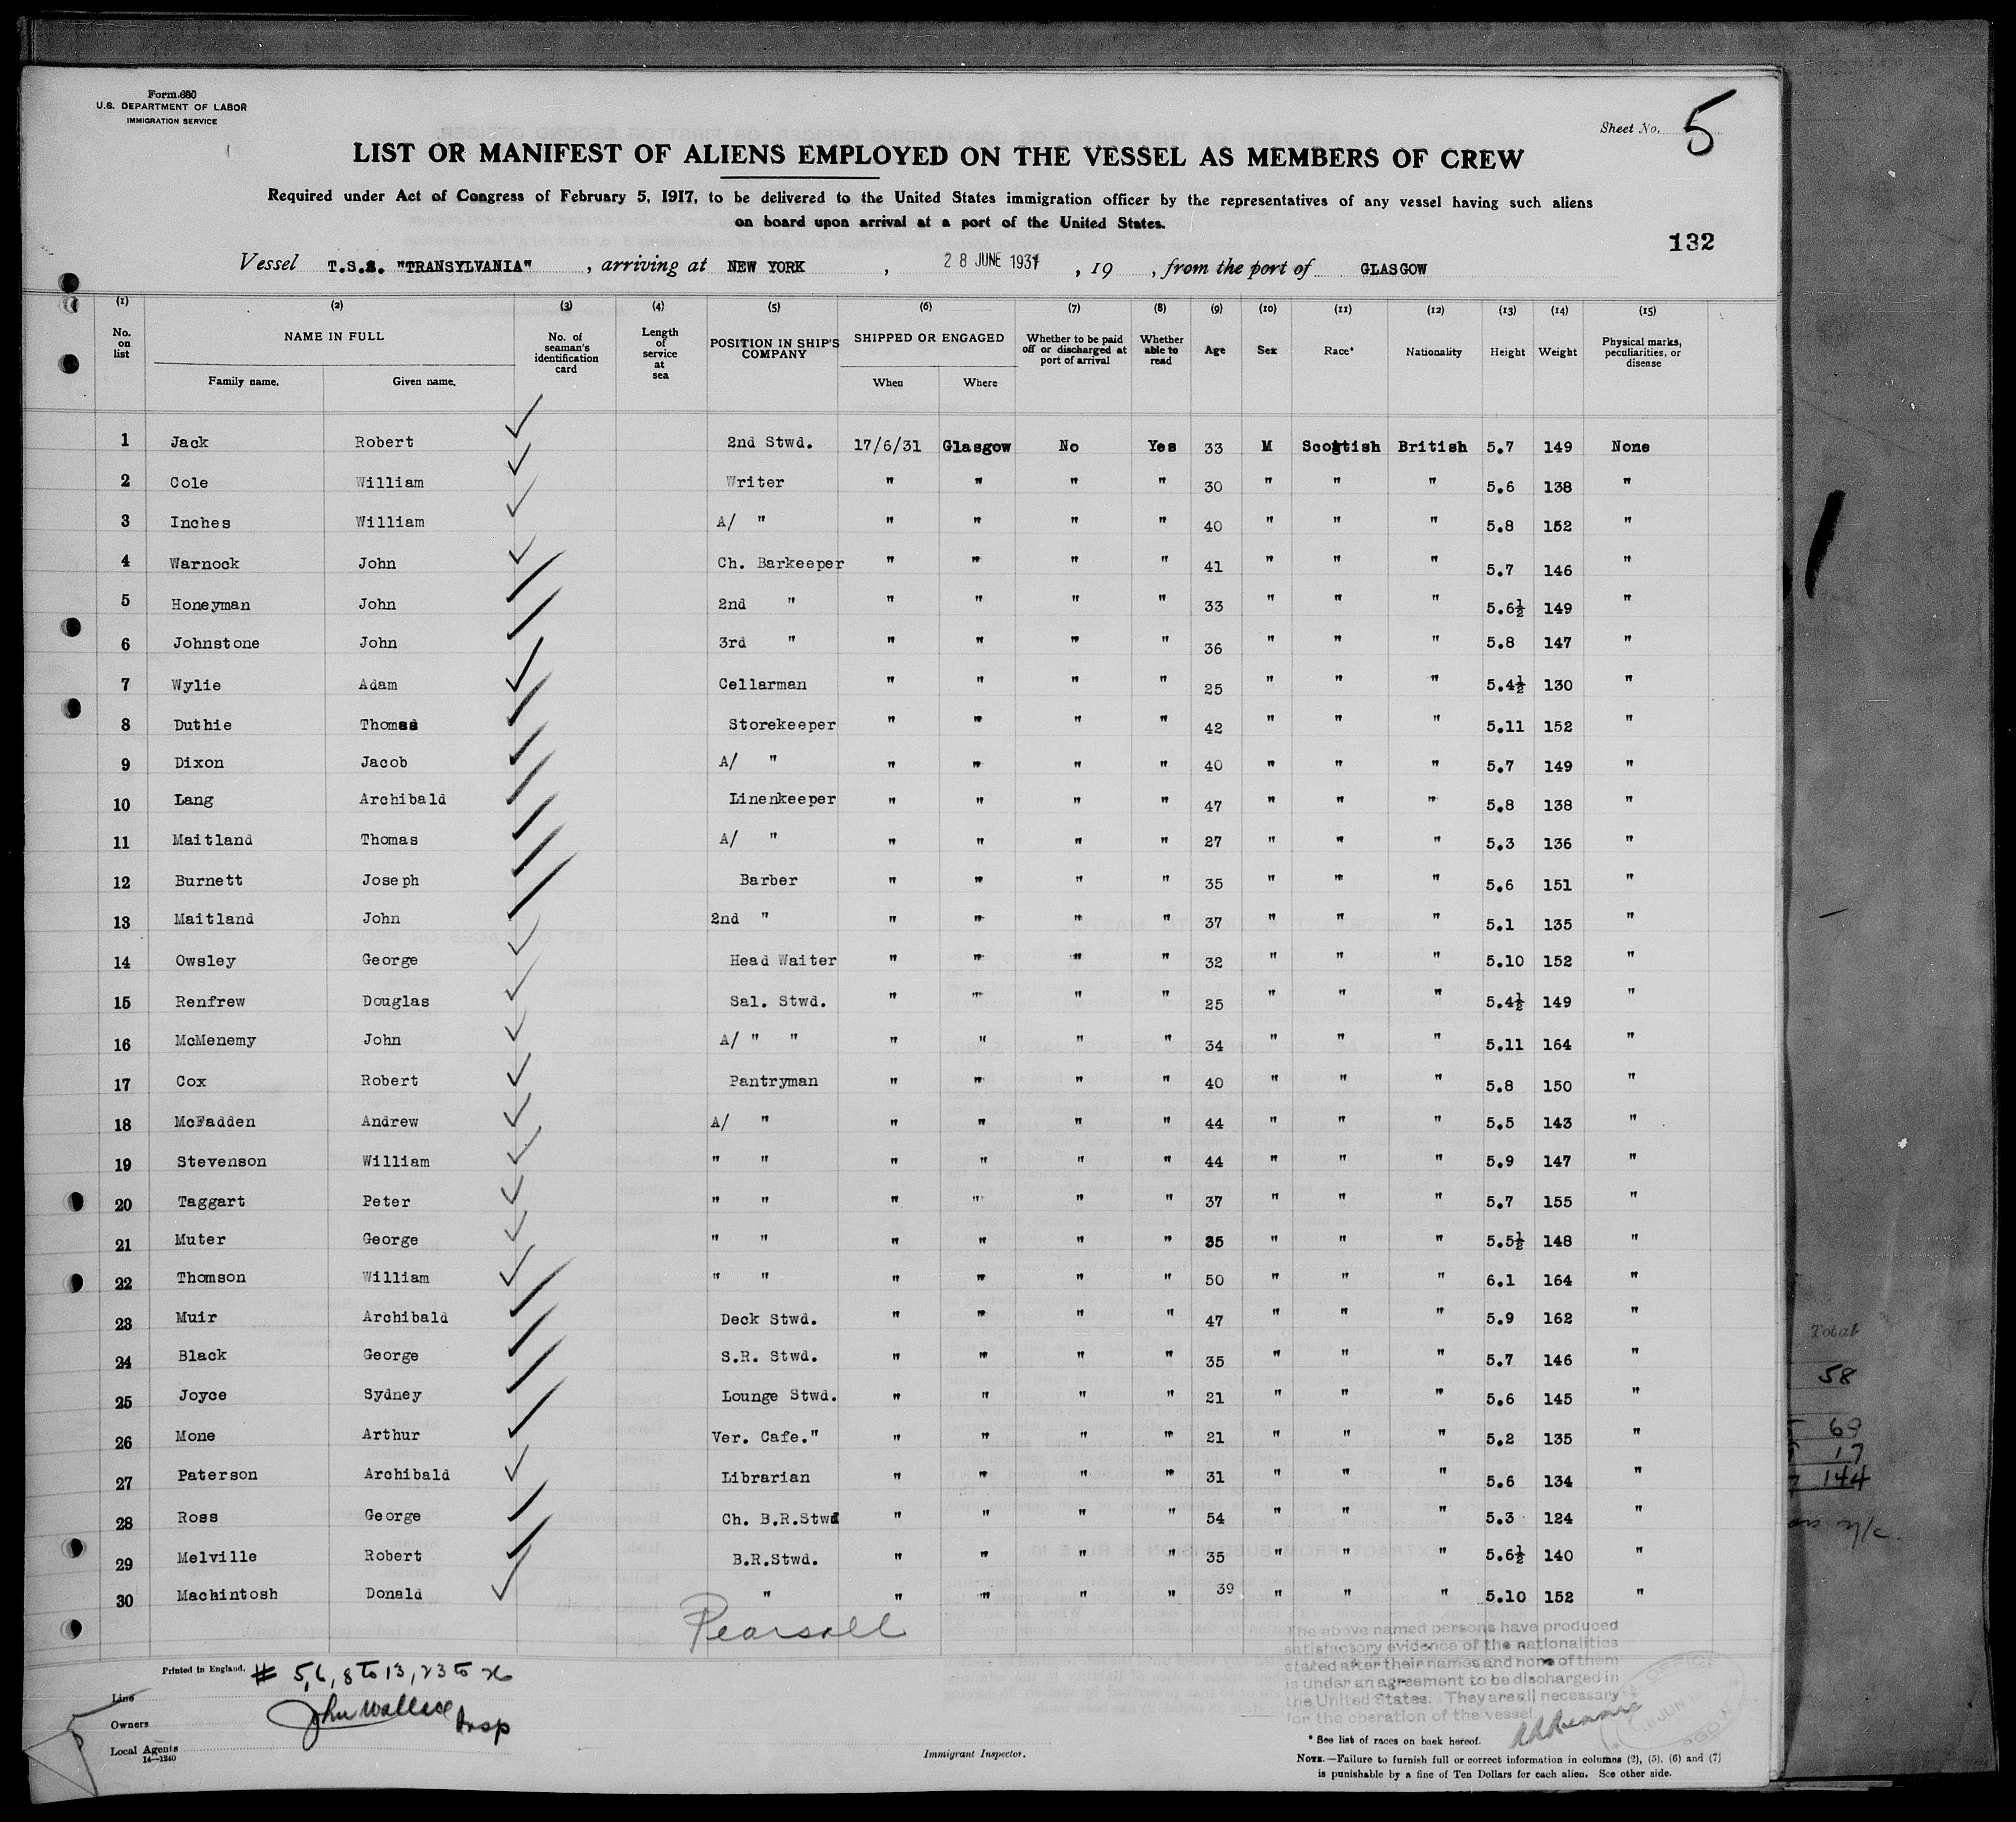 Form 680
U.S. DEPARTMENT OF LABOR
IMMIGRATION SERVICE
Sheet No. 5
LIST OR MANIFEST OF ALIENS EMPLOYED ON THE VESSEL AS MEMBERS OF CREW
Required under Act of Congress of February 5, 1917, to be delivered to the United States immigration officer by the representatives of any vessel having such aliens
on board upon arrival at a port of the United States.
132
Vessel T.S.S. "TRANSYLVANIA" , arriving at NEW YORK , 28 JUNE 1931 , 19 , from the port of GLASGOW
(1) (2) (3) (4) (5) (6) (7) (8) (9) (10) (11) (12) (13) (14) (15)
No. on list NAME IN FULL No. of seaman's identification card Length of service at sea POSITION IN SHIP'S COMPANY SHIPPED OR ENGAGED Whether to be paid off or discharged at port of arrival Whether able to read Age Sex Race* Nationality Height Weight Physical marks, peculiarities, or disease
Family name. Given name. When Where
1 Jack Robert 2nd Stwd. 17/6/31 Glasgow No Yes 33 M Scottish British 5.7 149 None
2 Cole William Writer " " " " 30 " " " 5.6 138 "
3 Inches William A/ " " " " " 40 " " " 5.8 152 "
4 Warnock John Ch. Barkeeper " " " " 41 " " " 5.7 146 "
5 Honeyman John 2nd " " " " " 33 " " " 5.6½ 149 "
6 Johnstone John 3rd " " " " " 36 " " " 5.8 147 "
7 Wylie Adam Cellarman " " " " 25 " " " 5.4½ 130 "
8 Duthie Thomas Storekeeper " " " " 42 " " " 5.11 152 "
9 Dixon Jacob A/ " " " " " 40 " " " 5.7 149 "
10 Lang Archibald Linenkeeper " " " " 47 " " " 5.8 138 "
11 Maitland Thomas A/ " " " " " 27 " " " 5.3 136 "
12 Burnett Joseph Barber " " " " 35 " " " 5.6 151 "
13 Maitland John 2nd " " " " " 37 " " " 5.1 135 "
14 Owsley George Head Waiter " " " " 32 " " " 5.10 152 "
15 Renfrew Douglas Sal. Stwd. " " " " 25 " " " 5.4½ 149 "
16 McMenemy John A/ " " " " " " 34 " " " 5.11 164 "
17 Cox Robert Pantryman " " " " 40 " " " 5.8 150 "
18 McFadden Andrew A/ " " " " " 44 " " " 5.5 143 "
19 Stevenson William " " " " " " 44 " " " 5.9 147 "
20 Taggart Peter " " " " " " 37 " " " 5.7 155 "
21 Muter George " " " " " " 35 " " " 5.5½ 148 "
22 Thomson William " " " " " " 50 " " " 6.1 164 "
23 Muir Archibald Deck Stwd. " " " " 47 " " " 5.9 162 "
24 Black George S.R. Stwd. " " " " 35 " " " 5.7 146 "
25 Joyce Sydney Lounge Stwd. " " " " 21 " " " 5.6 145 "
26 Mone Arthur Ver. Cafe." " " " " 21 " " " 5.2 135 "
27 Paterson Archibald Librarian " " " " 31 " " " 5.6 134 "
28 Ross George Ch. B.R.Stwd " " " " 54 " " " 5.3 124 "
29 Melville Robert B.R.Stwd. " " " " 35 " " " 5.6½ 140 "
30 Machintosh Donald " " " " " 39 " " " 5.10 152 "
Pearsall
The above named persons have produced
satisfactory evidence of the nationalities
stated after their names and none of them
is under an agreement to be discharged in
the United States. They are all necessary
for the operation of the vessel
Printed in England. # 5, 6, 8 to 13, 23 to 26
Line
John Wallace Insp
Owners
Local Agents
14—1240
Immigrant Inspector.
* See list of races on back hereof.
NOTE.—Failure to furnish full or correct information in columns (2), (5), (6) and (7)
is punishable by a fine of Ten Dollars for each alien. See other side.
Total
58
69
17
144